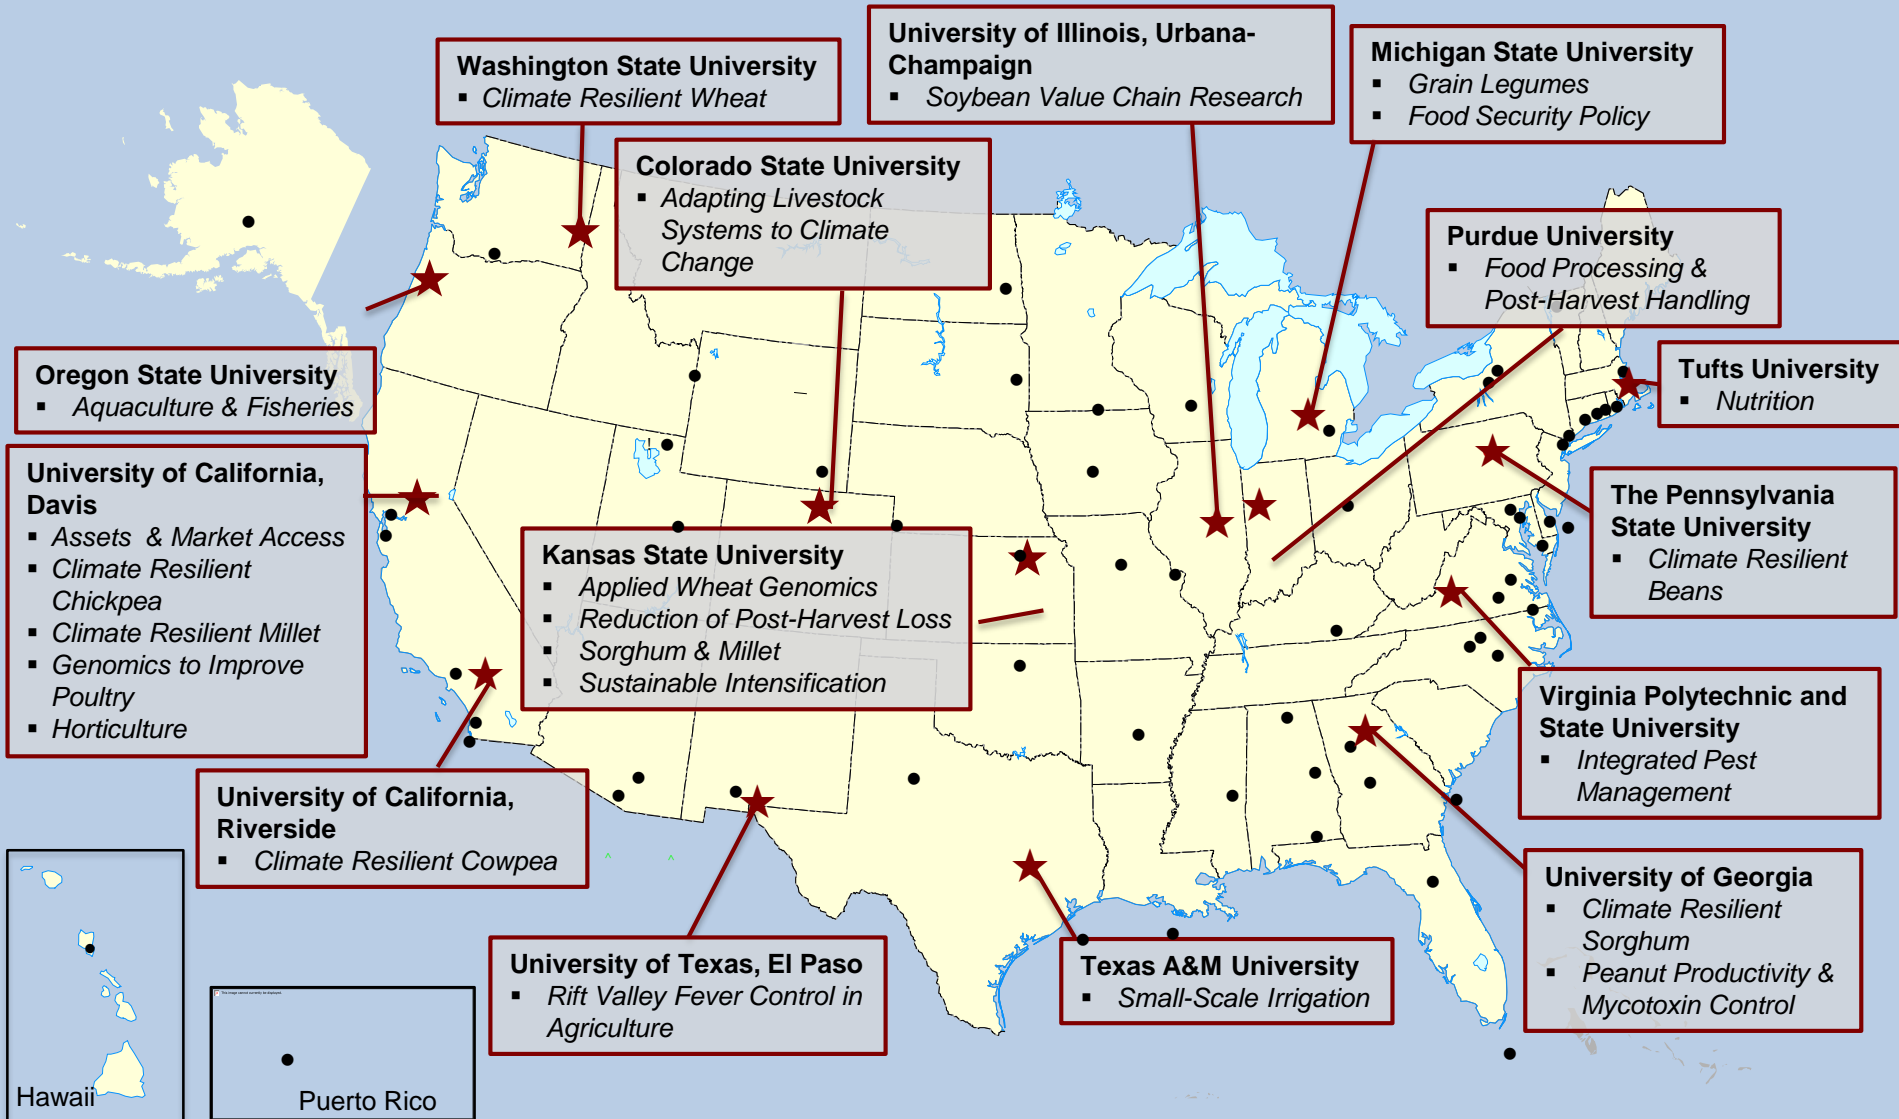 Washington State University
▪ Climate Resilient Wheat
University of Illinois, Urbana-
Champaign
▪ Soybean Value Chain Research
Michigan State University
▪ Grain Legumes
▪ Food Security Policy
Colorado State University
▪ Adapting Livestock
Systems to Climate
Change
Purdue University
▪ Food Processing &
Post-Harvest Handling
Oregon State University
▪ Aquaculture & Fisheries
Tufts University
▪ Nutrition
University of California,
Davis
▪ Assets & Market Access
▪ Climate Resilient
Chickpea
▪ Climate Resilient Millet
▪ Genomics to Improve
Poultry
▪ Horticulture
Kansas State University
▪ Applied Wheat Genomics
▪ Reduction of Post-Harvest Loss
▪ Sorghum & Millet
▪ Sustainable Intensification
The Pennsylvania
State University
▪ Climate Resilient
Beans
Virginia Polytechnic and
State University
▪ Integrated Pest
Management
University of California,
Riverside
▪ Climate Resilient Cowpea
University of Georgia
▪ Climate Resilient
Sorghum
▪ Peanut Productivity &
Mycotoxin Control
University of Texas, El Paso
▪ Rift Valley Fever Control in
Agriculture
Texas A&M University
▪ Small-Scale Irrigation
Hawaii
This image cannot currently be displayed.
Puerto Rico